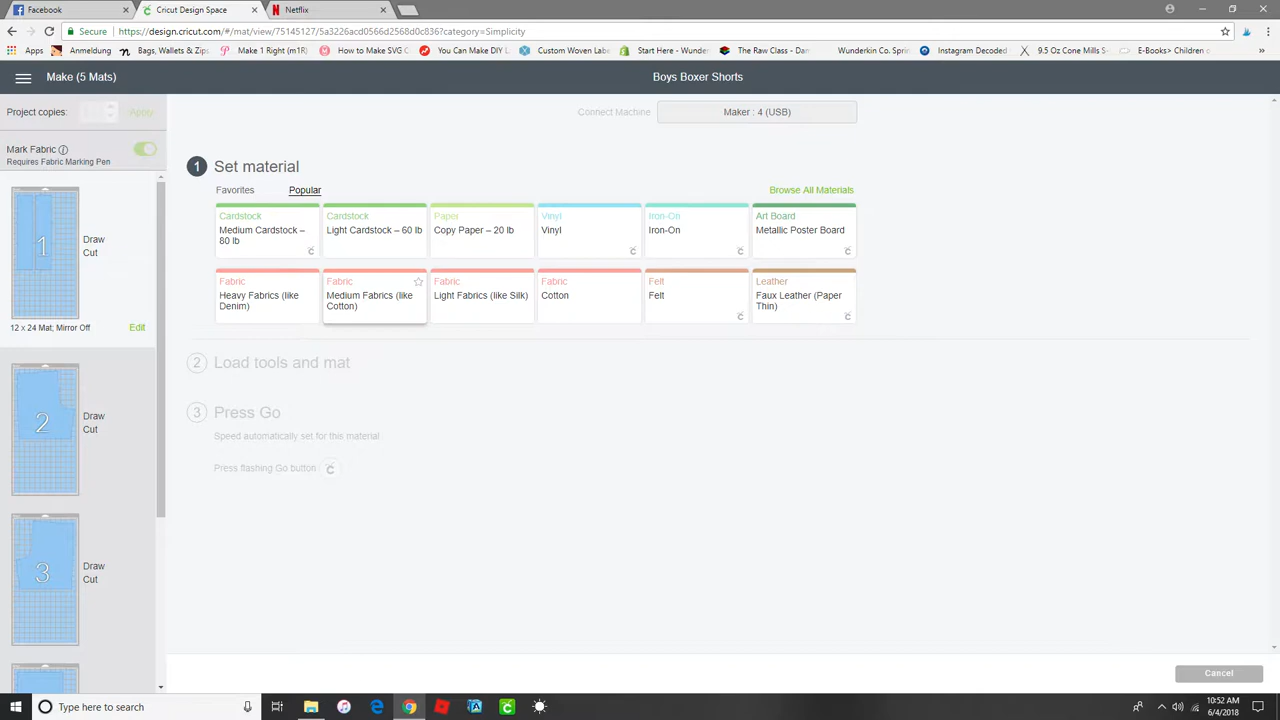 Facebook
Cricut Design Space
Netflix
Secure
https://design.cricut.com/#/mat/view/75145127/5a3226acd0566d2568d0c836?category=Simplicity
Apps
Anmeldung
Bags, Wallets & Zips
Make 1 Right (m1R)
How to Make SVG C
You Can Make DIY L
Custom Woven Labe
Start Here - Wunder
The Raw Class - Dan
Wunderkin Co. Spring
Instagram Decoded
9.5 Oz Cone Mills S
E-Books> Children o
Make (5 Mats)
Boys Boxer Shorts
Project copies:
Apply
Connect Machine
Maker : 4 (USB)
Mark Fabric
Requires Fabric Marking Pen
1
Draw
Cut
12 x 24 Mat; Mirror Off
Edit
2
Draw
Cut
3
Draw
Cut
1 Set material
Favorites
Popular
Browse All Materials
Cardstock
Medium Cardstock –
80 lb
Cardstock
Light Cardstock – 60 lb
Paper
Copy Paper – 20 lb
Vinyl
Vinyl
Iron-On
Iron-On
Art Board
Metallic Poster Board
Fabric
Heavy Fabrics (like
Denim)
Fabric
Medium Fabrics (like
Cotton)
Fabric
Light Fabrics (like Silk)
Fabric
Cotton
Felt
Felt
Leather
Faux Leather (Paper
Thin)
2 Load tools and mat
3 Press Go
Speed automatically set for this material
Press flashing Go button
Cancel
Type here to search
10:52 AM
6/4/2018